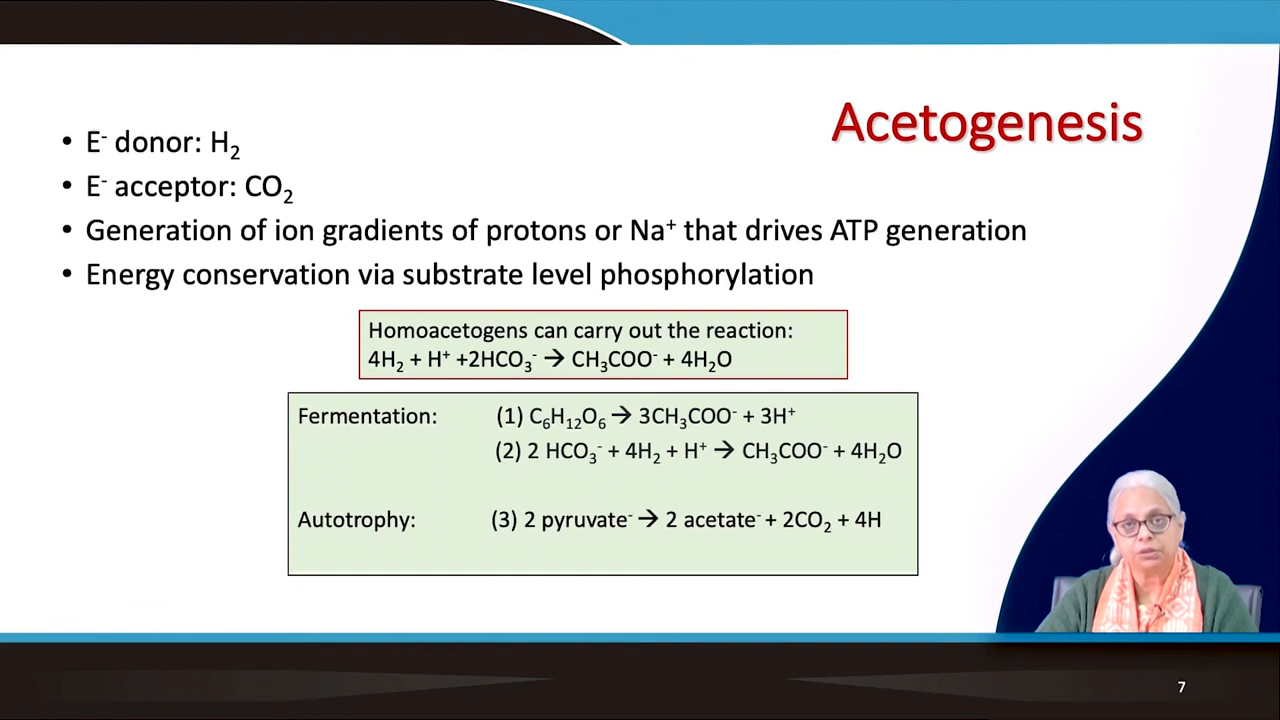 Acetogenesis
• E⁻ donor: H₂
• E⁻ acceptor: CO₂
• Generation of ion gradients of protons or Na⁺ that drives ATP generation
• Energy conservation via substrate level phosphorylation
Homoacetogens can carry out the reaction:
4H₂ + H⁺ +2HCO₃⁻ → CH₃COO⁻ + 4H₂O
Fermentation: (1) C₆H₁₂O₆ → 3CH₃COO⁻ + 3H⁺
(2) 2 HCO₃⁻ + 4H₂ + H⁺ → CH₃COO⁻ + 4H₂O
Autotrophy: (3) 2 pyruvate⁻ → 2 acetate⁻ + 2CO₂ + 4H
7